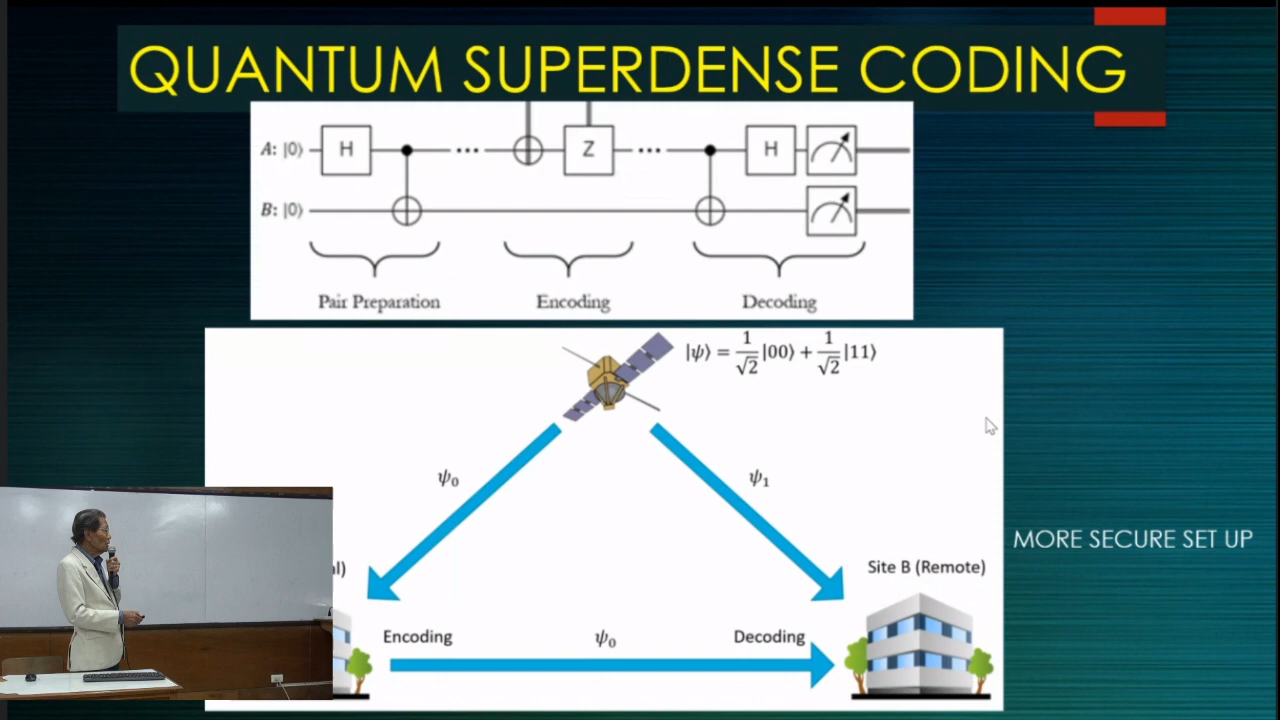 QUANTUM SUPERDENSE CODING
A: |0⟩ H ... Z ... H
B: |0⟩
Pair Preparation Encoding Decoding
|ψ⟩ = 1/√2 |00⟩ + 1/√2 |11⟩
ψ₀ ψ₁
MORE SECURE SET UP
l) Site B (Remote)
Encoding ψ₀ Decoding